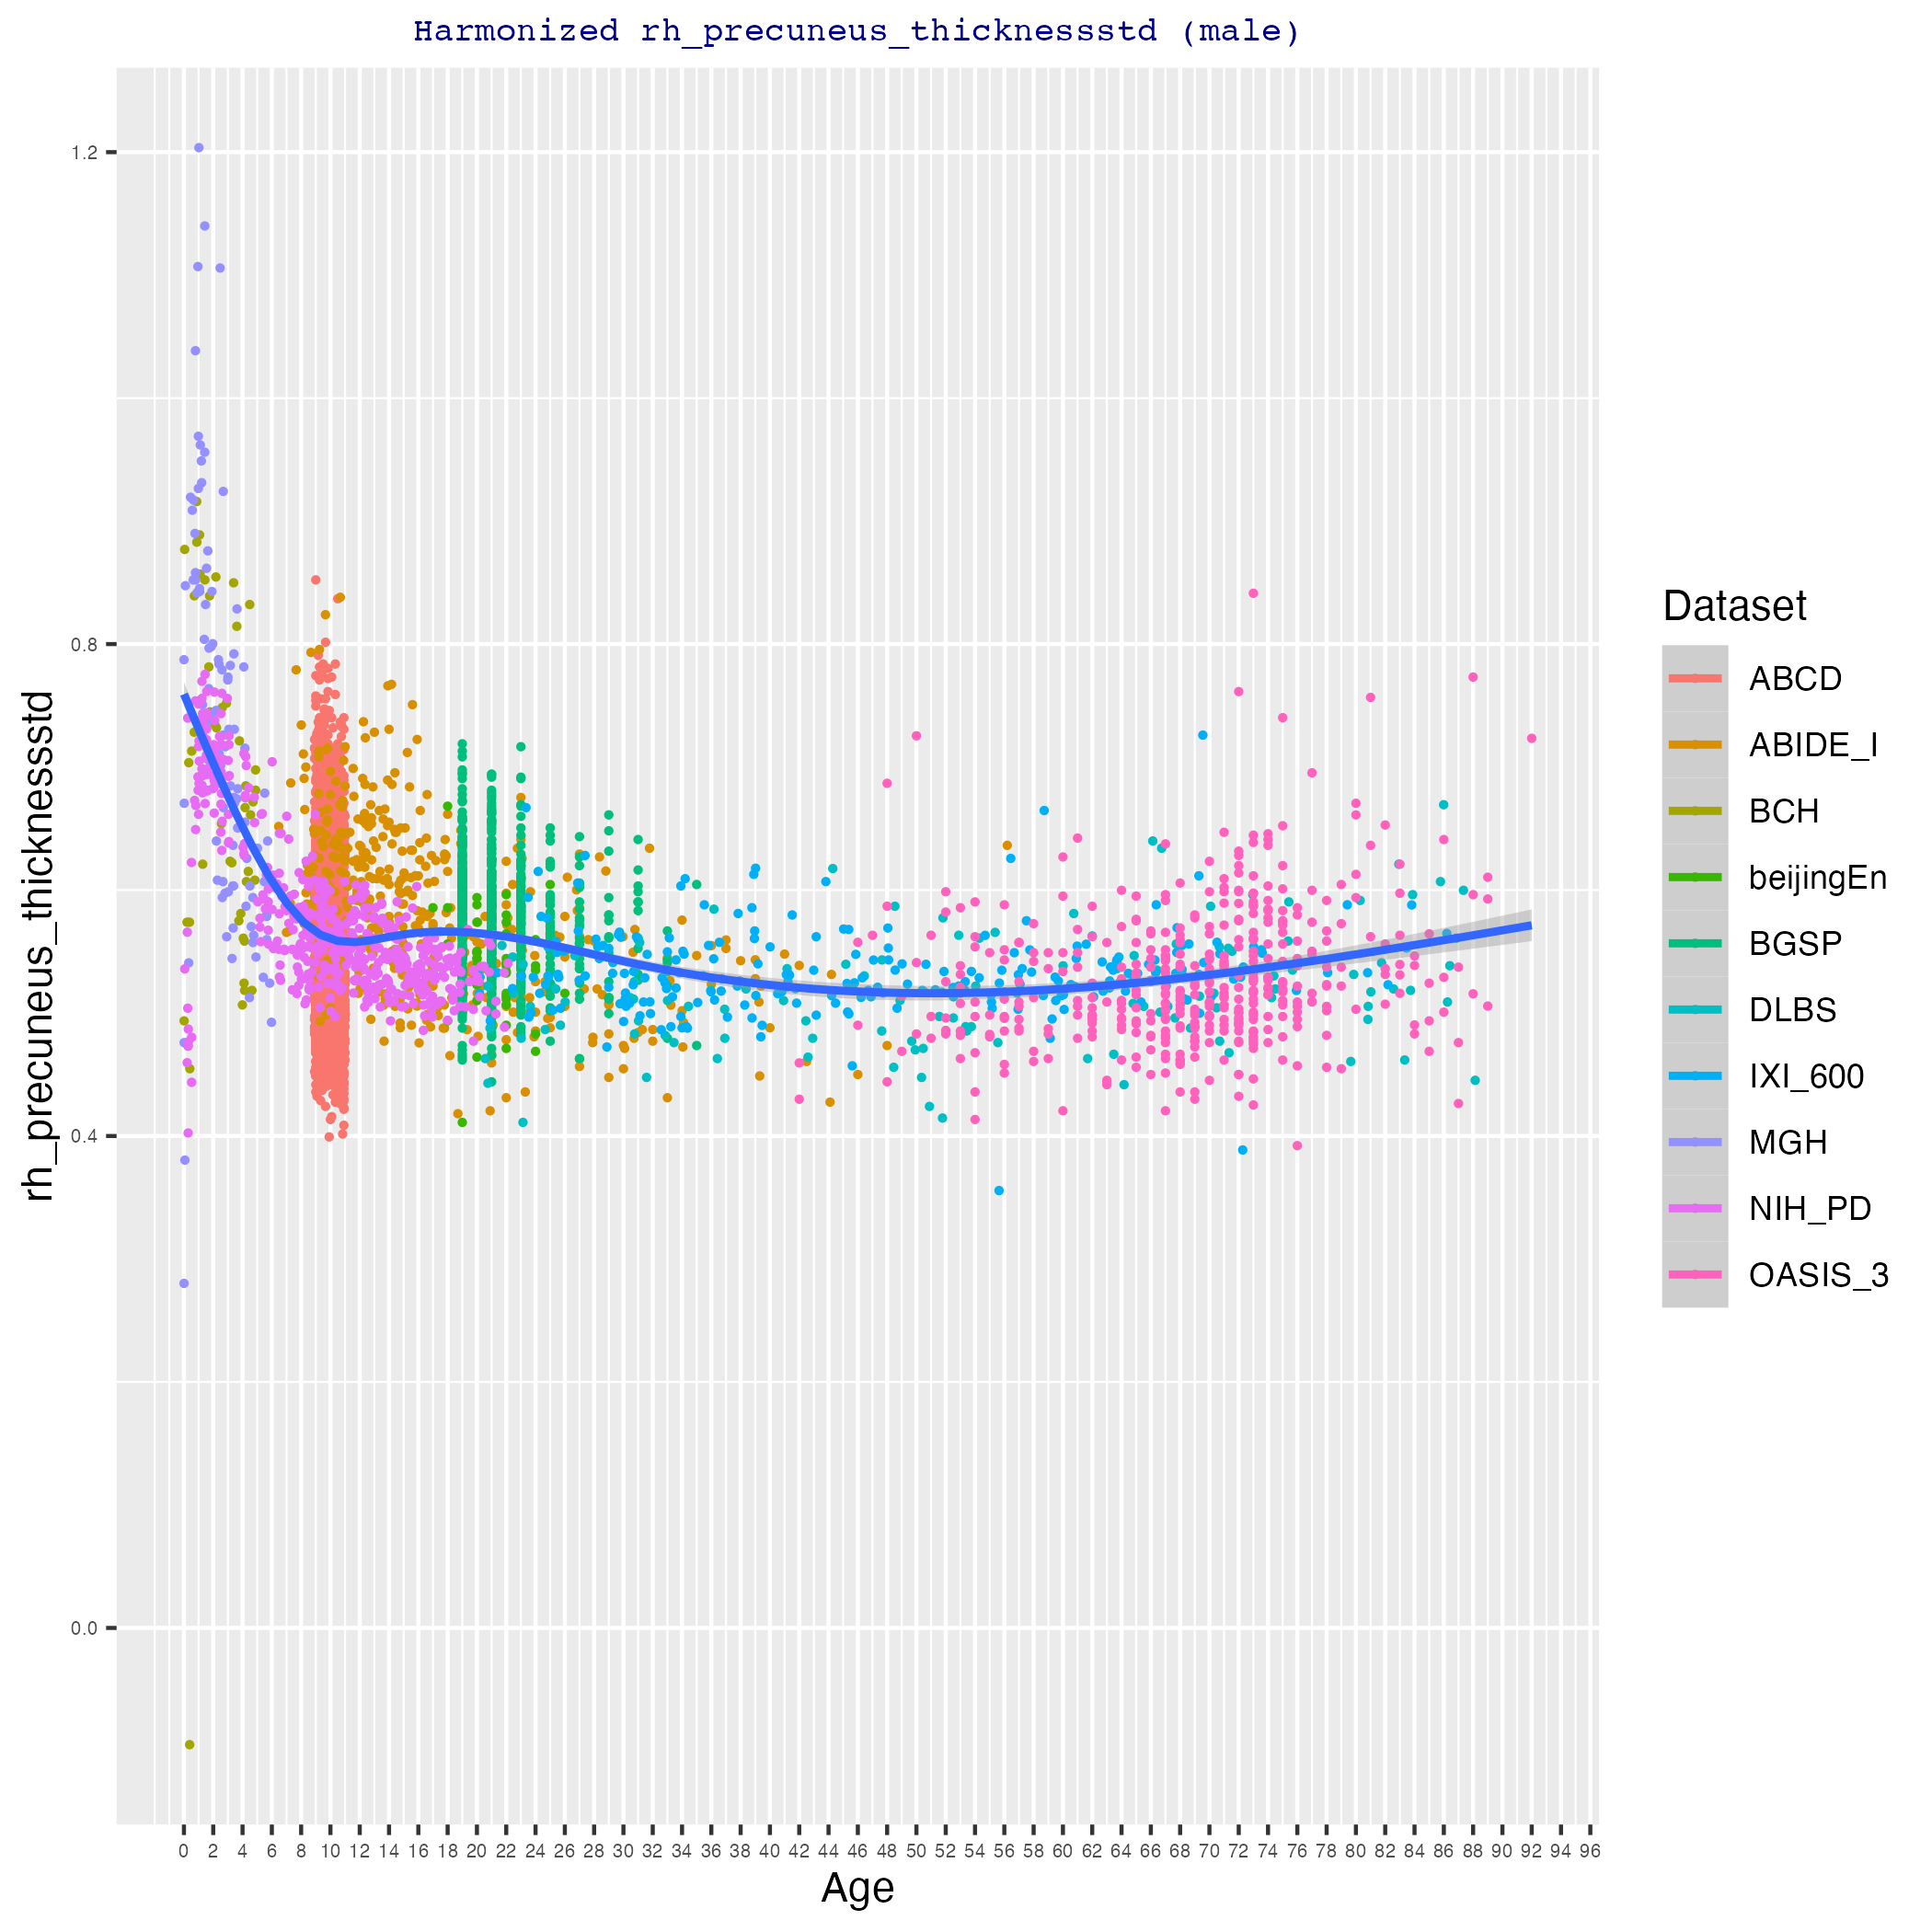 Harmonized rh_precuneus_thicknessstd (male)
1.2
0.8
0.4
0.0
rh_precuneus_thicknessstd
0 2 4 6 8 10 12 14 16 18 20 22 24 26 28 30 32 34 36 38 40 42 44 46 48 50 52 54 56 58 60 62 64 66 68 70 72 74 76 78 80 82 84 86 88 90 92 94 96
Age
Dataset
ABCD
ABIDE_I
BCH
beijingEn
BGSP
DLBS
IXI_600
MGH
NIH_PD
OASIS_3